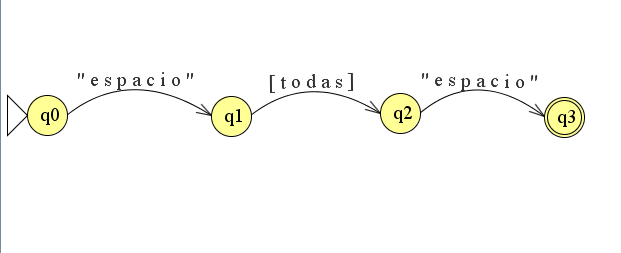 "espacio"
[todas]
"espacio"
q0
q1
q2
q3